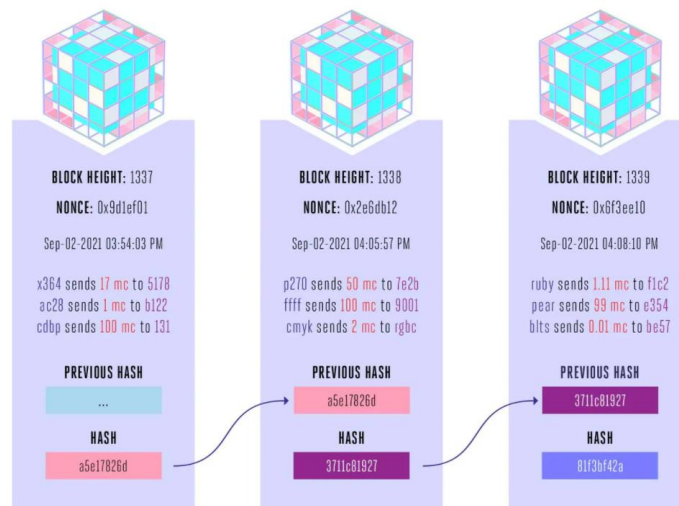 BLOCK HEIGHT: 1337
NONCE: 0x9d1ef01
Sep-02-2021 03:54:03 PM
x364 sends 17 mc to 5178
ac28 sends 1 mc to b122
cdbp sends 100 mc to 131
PREVIOUS HASH
...
HASH
a5e17826d
BLOCK HEIGHT: 1338
NONCE: 0x2e6db12
Sep-02-2021 04:05:57 PM
p270 sends 50 mc to 7e2b
ffff sends 100 mc to 9001
cmyk sends 2 mc to rgbc
PREVIOUS HASH
a5e17826d
HASH
3711c81927
BLOCK HEIGHT: 1339
NONCE: 0x6f3ee10
Sep-02-2021 04:08:10 PM
ruby sends 1.11 mc to f1c2
pear sends 99 mc to e354
blts sends 0.01 mc to be57
PREVIOUS HASH
3711c81927
HASH
81f3bf42a